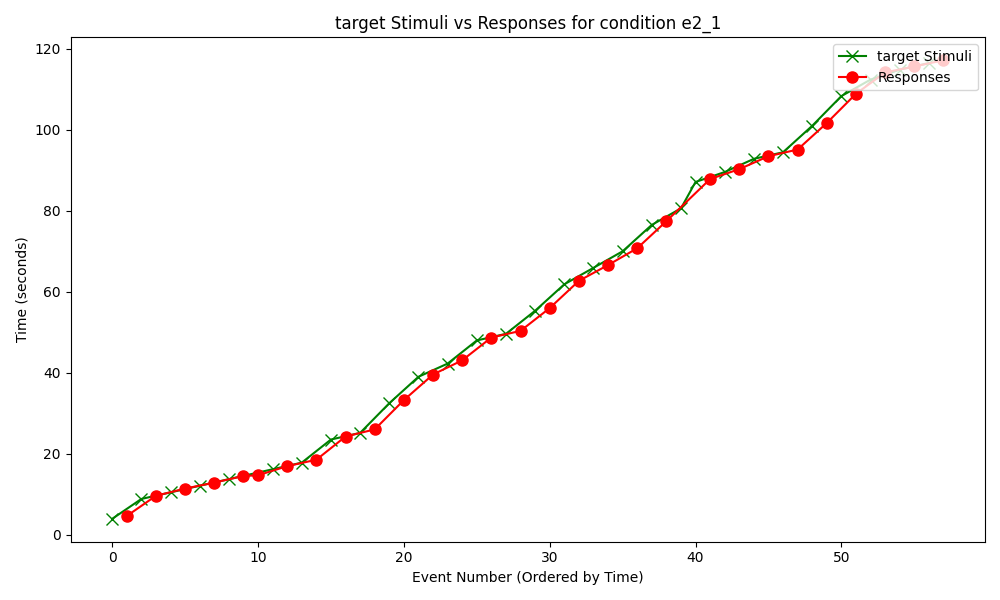 target Stimuli vs Responses for condition e2_1
120
100
80
60
40
20
0
Time (seconds)
target Stimuli
Responses
0
10
20
30
40
50
Event Number (Ordered by Time)